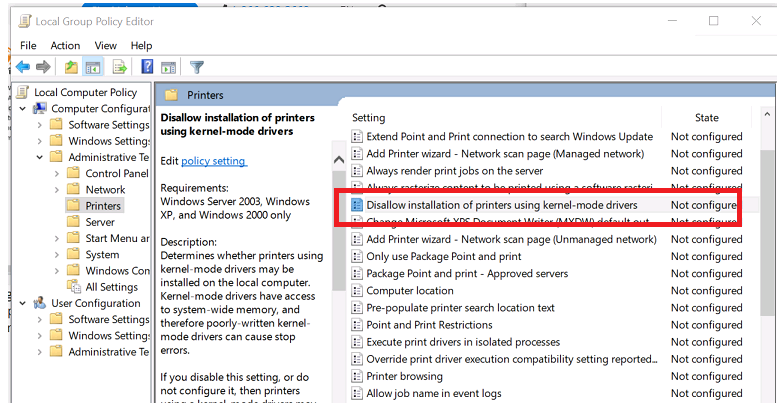 Local Group Policy Editor
File Action View Help
Local Computer Policy
Computer Configurat
Software Settings
Windows Setting
Administrative Te
Control Panel
Network
Printers
Server
Start Menu an
System
Windows Con
All Settings
User Configuration
Software Setting
Windows Setting
Administrative Te
Printers
Disallow installation of printers
using kernel-mode drivers
Edit policy setting
Requirements:
Windows Server 2003, Windows
XP, and Windows 2000 only
Description:
Determines whether printers using
kernel-mode drivers may be
installed on the local computer.
Kernel-mode drivers have access
to system-wide memory, and
therefore poorly-written kernel-
mode drivers can cause stop
errors.
If you disable this setting, or do
not configure it, then printers
using a kernel-mode drivers may
Setting State
Extend Point and Print connection to search Windows Update Not configured
Add Printer wizard - Network scan page (Managed network) Not configured
Always render print jobs on the server Not configured
Always rasterize content to be printed using a software rasteri... Not configured
Disallow installation of printers using kernel-mode drivers Not configure
Change Microsoft XPS Document Writer (MXDW) default out... Not configured
Add Printer wizard - Network scan page (Unmanaged network) Not configured
Only use Package Point and print Not configured
Package Point and print - Approved servers Not configured
Computer location Not configured
Pre-populate printer search location text Not configured
Point and Print Restrictions Not configured
Execute print drivers in isolated processes Not configured
Override print driver execution compatibility setting reported... Not configured
Printer browsing Not configured
Allow job name in event logs Not configured